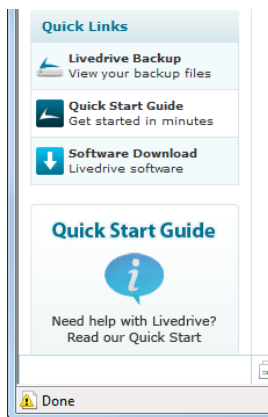 Quick Links
Livedrive Backup
View your backup files
Quick Start Guide
Get started in minutes
Software Download
Livedrive software
Quick Start Guide
i
Need help with Livedrive?
Read our Quick Start
Done